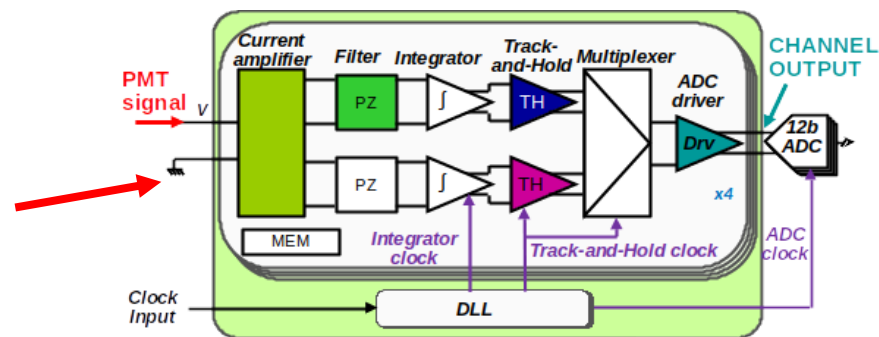 Current
amplifier
Filter
Integrator
Track-
and-Hold
Multiplexer
ADC
driver
CHANNEL
OUTPUT
PMT
signal
V
PZ
∫
TH
Drv
12b
ADC
PZ
∫
TH
x4
MEM
Integrator
clock
Track-and-Hold clock
ADC
clock
Clock
Input
DLL